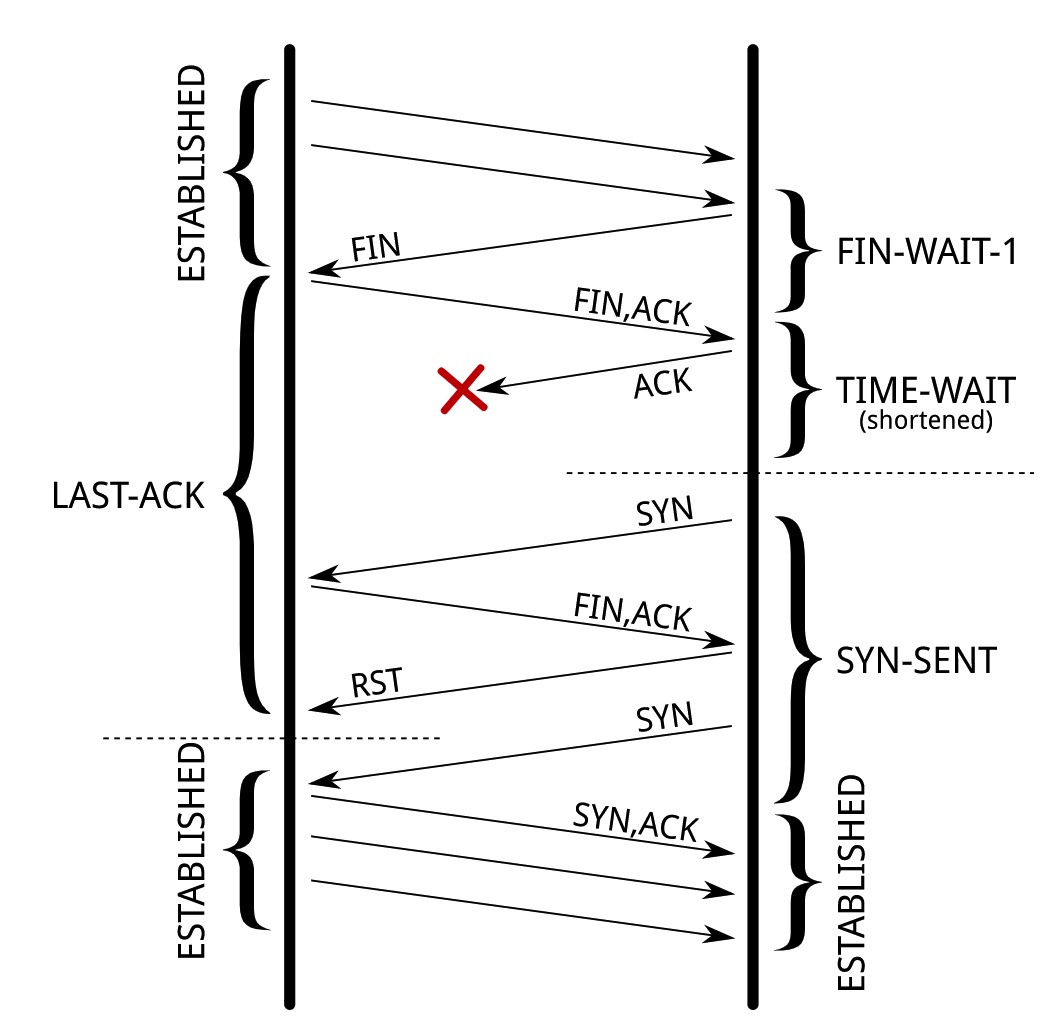 ESTABLISHED
FIN
FIN-WAIT-1
FIN,ACK
ACK
TIME-WAIT
(shortened)
LAST-ACK
SYN
FIN,ACK
SYN-SENT
RST
SYN
ESTABLISHED
SYN,ACK
ESTABLISHED